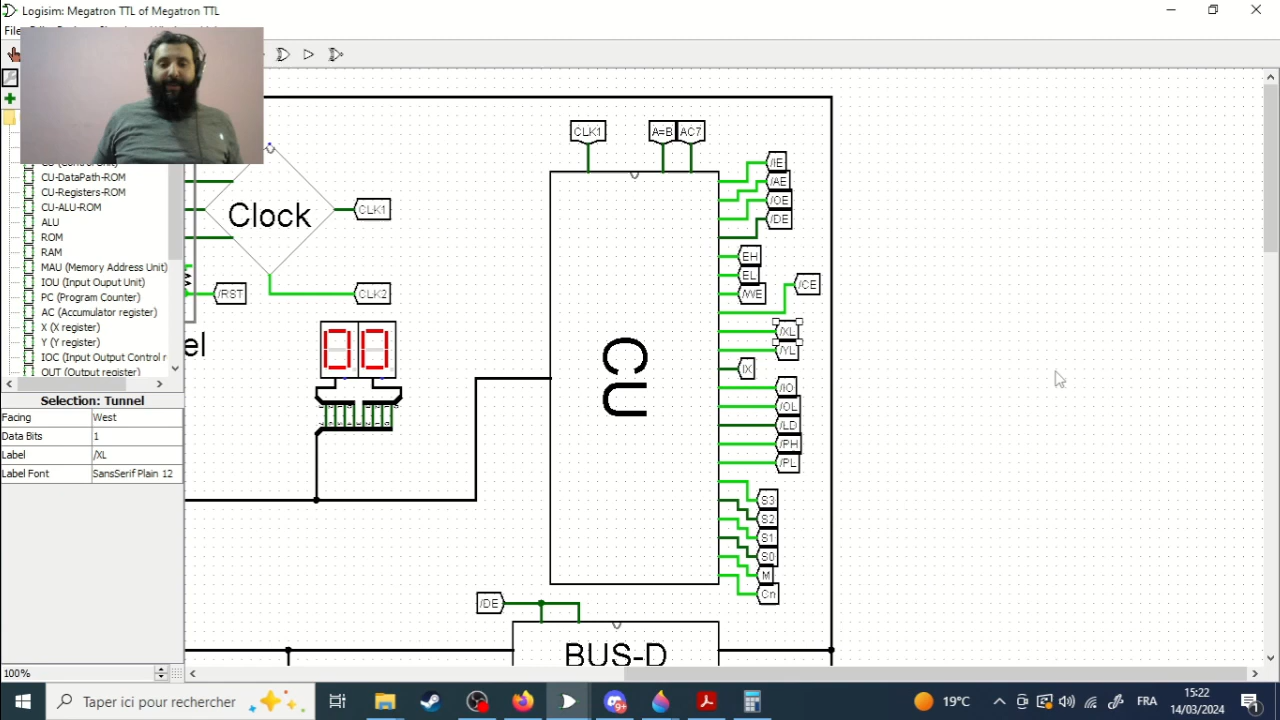 Logisim: Megatron TTL of Megatron TTL
CLK1
A=B
AC7
/IE
/AE
/OE
/DE
CU-DataPath-ROM
CU-Registers-ROM
CU-ALU-ROM
ALU
ROM
RAM
MAU (Memory Address Unit)
IOU (Input Ouput Unit)
PC (Program Counter)
AC (Accumulator register)
X (X register)
Y (Y register)
IOC (Input Output Control r
OUT (Output register)
Clock
CLK1
CLK2
/RST
el
00
EH
EL
/WE
/CE
/XL
/YL
IX
/IO
/OL
/LD
/PH
/PL
S3
S2
S1
S0
M
Cn
CU
/DE
BUS-D
Selection: Tunnel
Facing West
Data Bits 1
Label /XL
Label Font SansSerif Plain 12
100%
Taper ici pour rechercher
9+
19°C
FRA
15:22
14/03/2024
1